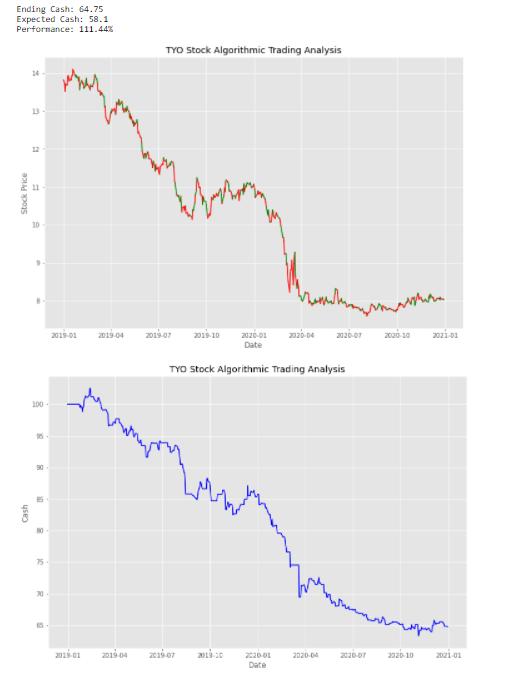 Ending Cash: 64.75
Expected Cash: 58.1
Performance: 111.44%
TYO Stock Algorithmic Trading Analysis
14
13
12
11
10
9
8
Stock Price
2019-01 2019-04 2019-07 2019-10 2020-01 2020-04 2020-07 2020-10 2021-01
Date
TYO Stock Algorithmic Trading Analysis
100
95
90
85
80
75
70
65
Cash
2019-01 2019-04 2019-07 2019-10 2020-01 2020-04 2020-07 2020-10 2021-01
Date